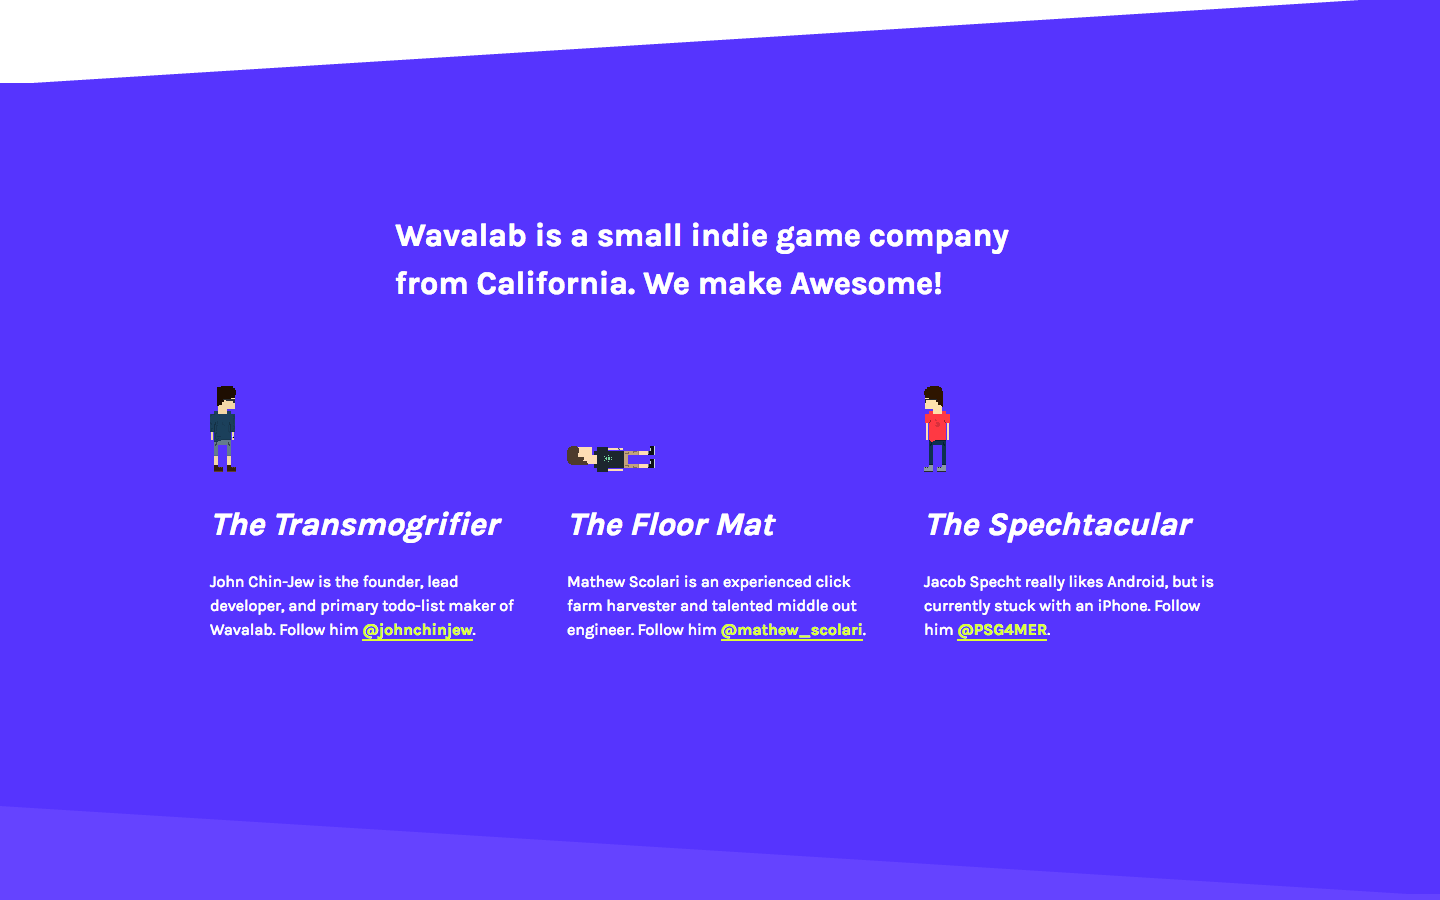 Wavalab is a small indie game company
from California. We make Awesome!
The Transmogrifier
John Chin-Jew is the founder, lead
developer, and primary todo-list maker of
Wavalab. Follow him @johnchinjew.
The Floor Mat
Mathew Scolari is an experienced click
farm harvester and talented middle out
engineer. Follow him @mathew_scolari.
The Spechtacular
Jacob Specht really likes Android, but is
currently stuck with an iPhone. Follow
him @PSG4MER.